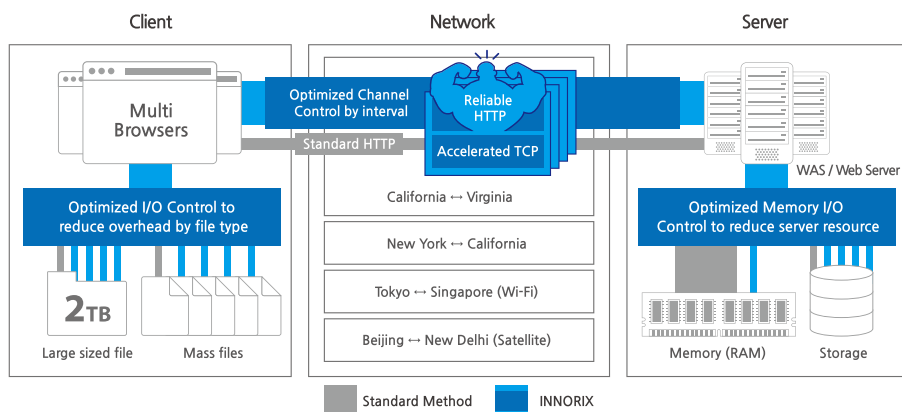 Client
Network
Server
Multi
Browsers
Optimized Channel
Control by interval
Standard HTTP
Reliable
HTTP
Accelerated TCP
WAS / Web Server
Optimized I/O Control to
reduce overhead by file type
California ↔ Virginia
New York ↔ California
Tokyo ↔ Singapore (Wi-Fi)
Beijing ↔ New Delhi (Satellite)
Optimized Memory I/O
Control to reduce server resource
2TB
Large sized file
Mass files
Memory (RAM)
Storage
Standard Method
INNORIX